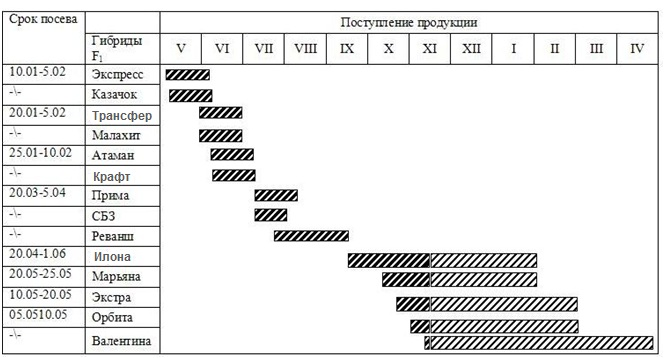 Срок посева
Поступление продукции
Гибриды
F1
V VI VII VIII IX X XI XII I II III IV
10.01-5.02 Экспресс
-\- Казачок
20.01-5.02 Трансфер
-\- Малахит
25.01-10.02 Атаман
-\- Крафт
20.03-5.04 Прима
-\- СБЗ
-\- Реванш
20.04-1.06 Илона
20.05-25.05 Марьяна
10.05-20.05 Экстра
05.0510.05 Орбита
-\- Валентина